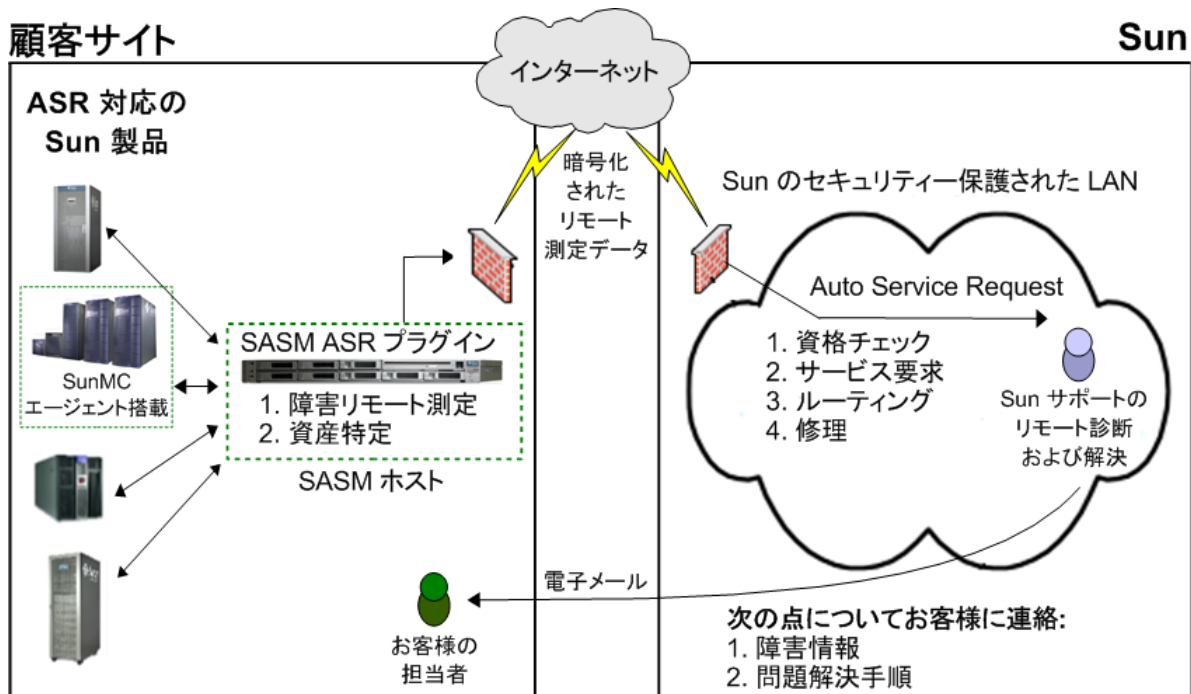 顧客サイト
Sun
インターネット
ASR 対応の
Sun 製品
暗号化
された
リモート
測定データ
Sun のセキュリティー保護された LAN
Auto Service Request
SASM ASR プラグイン
1. 障害リモート測定
2. 資産特定
SASM ホスト
SunMC
エージェント搭載
1. 資格チェック
2. サービス要求
3. ルーティング
4. 修理
Sun サポートの
リモート診断
および解決
電子メール
お客様の
担当者
次の点についてお客様に連絡:
1. 障害情報
2. 問題解決手順